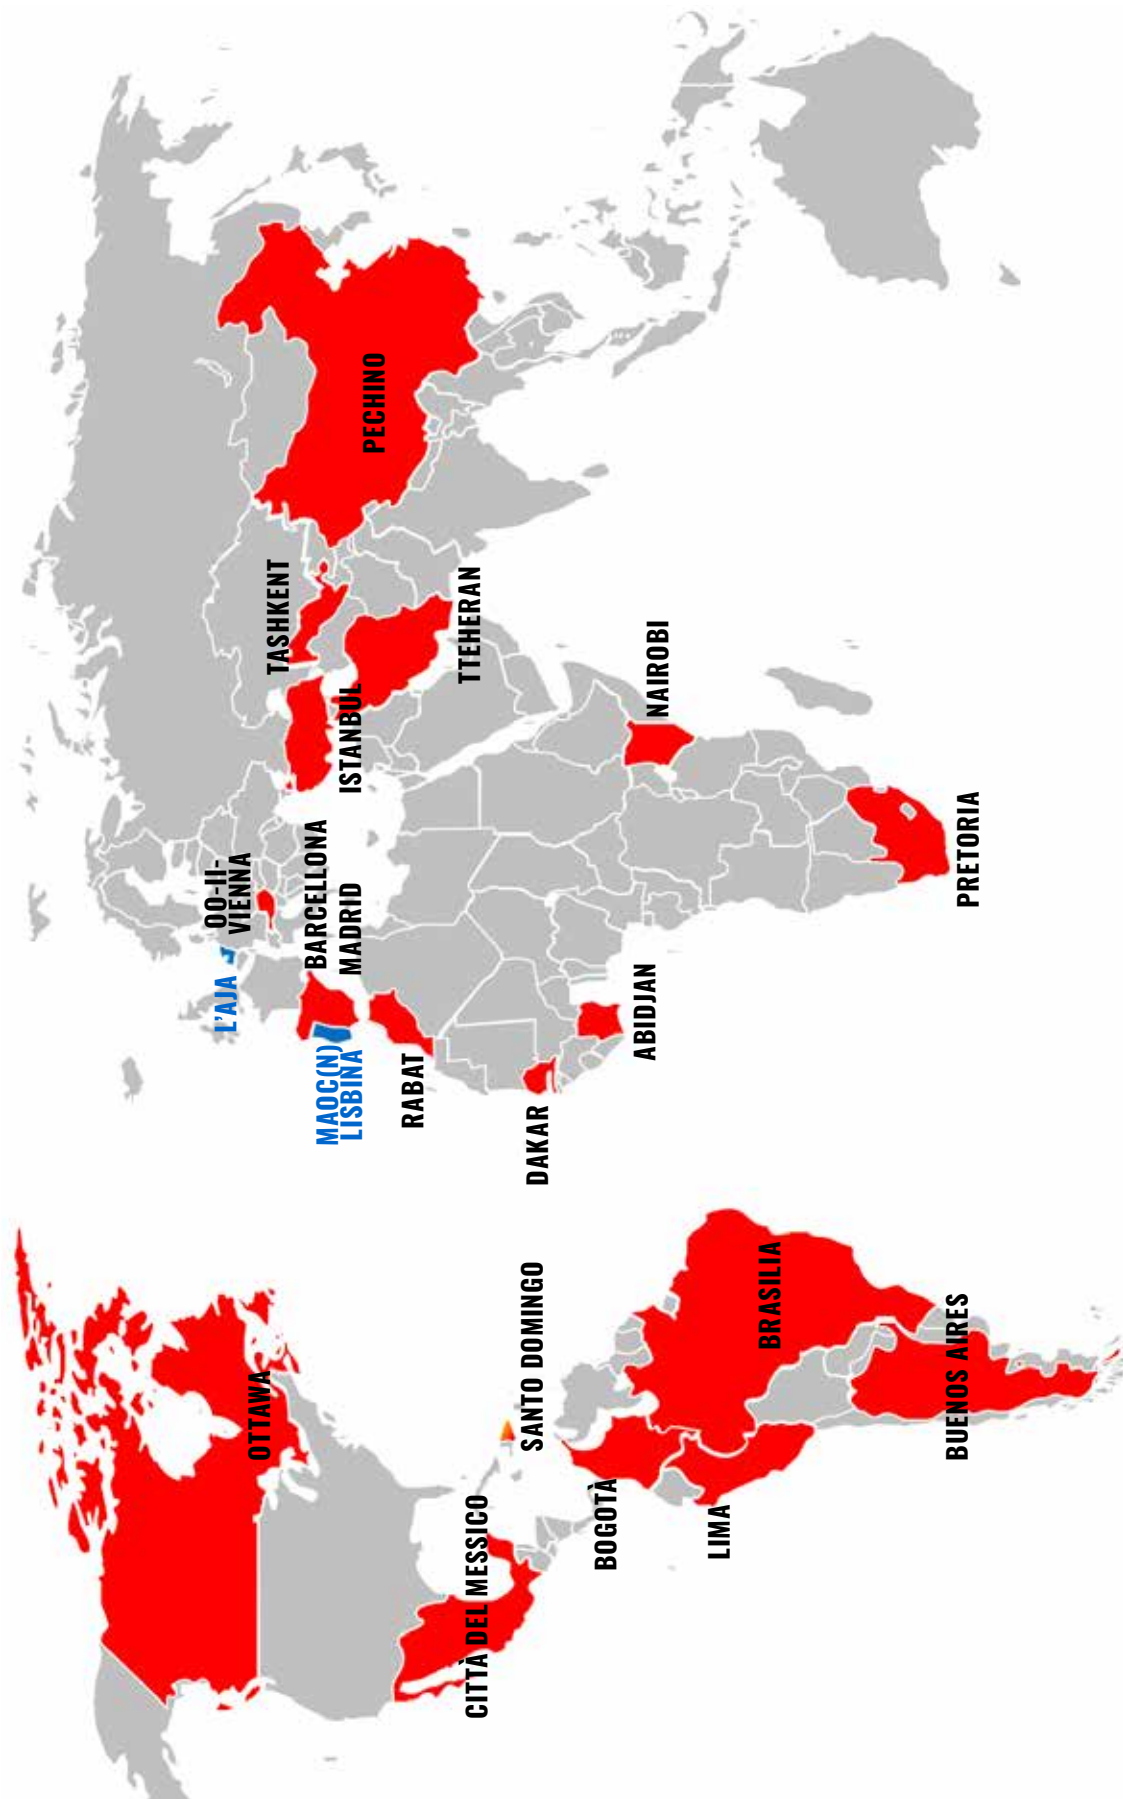 OTTAWA
CITTÀ DEL MESSICO
SANTO DOMINGO
BOGOTÀ
LIMA
BRASILIA
BUENOS AIRES
L'AJA
OO-II-
VIENNA
MAOC(N)
LISBINA
BARCELLONA
MADRID
RABAT
DAKAR
ABIDJAN
ISTANBUL
TASHKENT
TTEHERAN
NAIROBI
PRETORIA
PECHINO